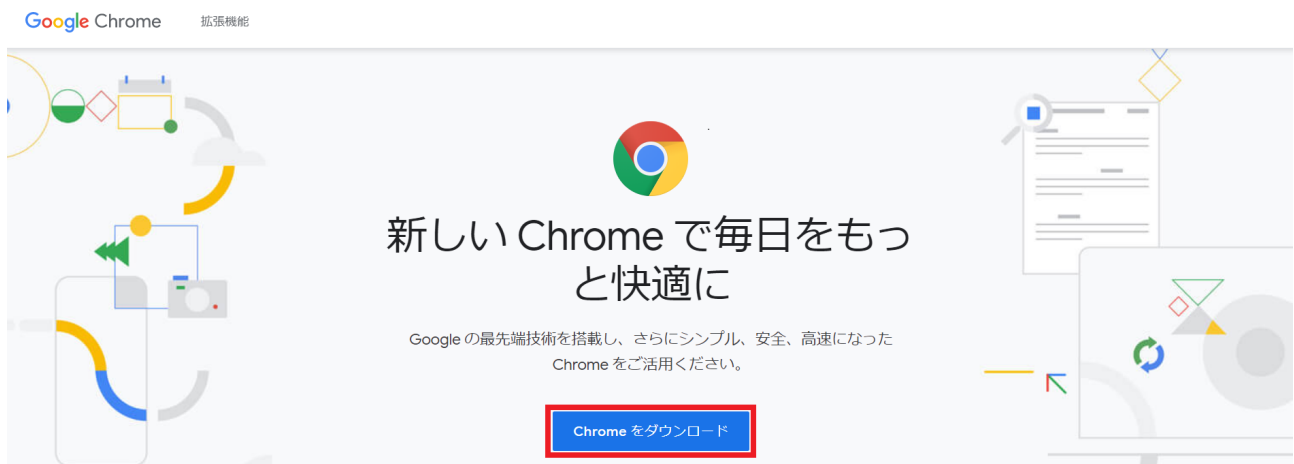 Google Chrome 拡張機能
新しい Chrome で毎日をもっ
と快適に
Google の最先端技術を搭載し、さらにシンプル、安全、高速になった
Chrome をご活用ください。
Chrome をダウンロード